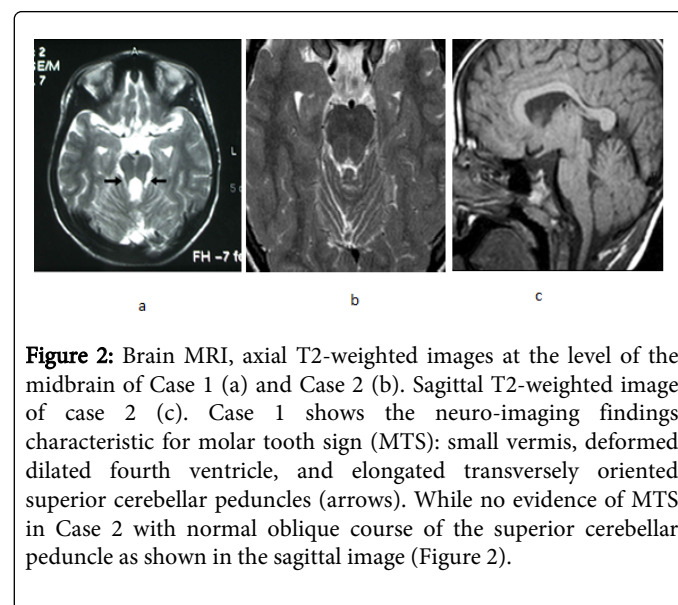 A
: 2
SE/M
. 7
L
5 c
FH -7 fe
a
b
c
Figure 2: Brain MRI, axial T2-weighted images at the level of the
midbrain of Case 1 (a) and Case 2 (b). Sagittal T2-weighted image
of case 2 (c). Case 1 shows the neuro-imaging findings
characteristic for molar tooth sign (MTS): small vermis, deformed
dilated fourth ventricle, and elongated transversely oriented
superior cerebellar peduncles (arrows). While no evidence of MTS
in Case 2 with normal oblique course of the superior cerebellar
peduncle as shown in the sagittal image (Figure 2).